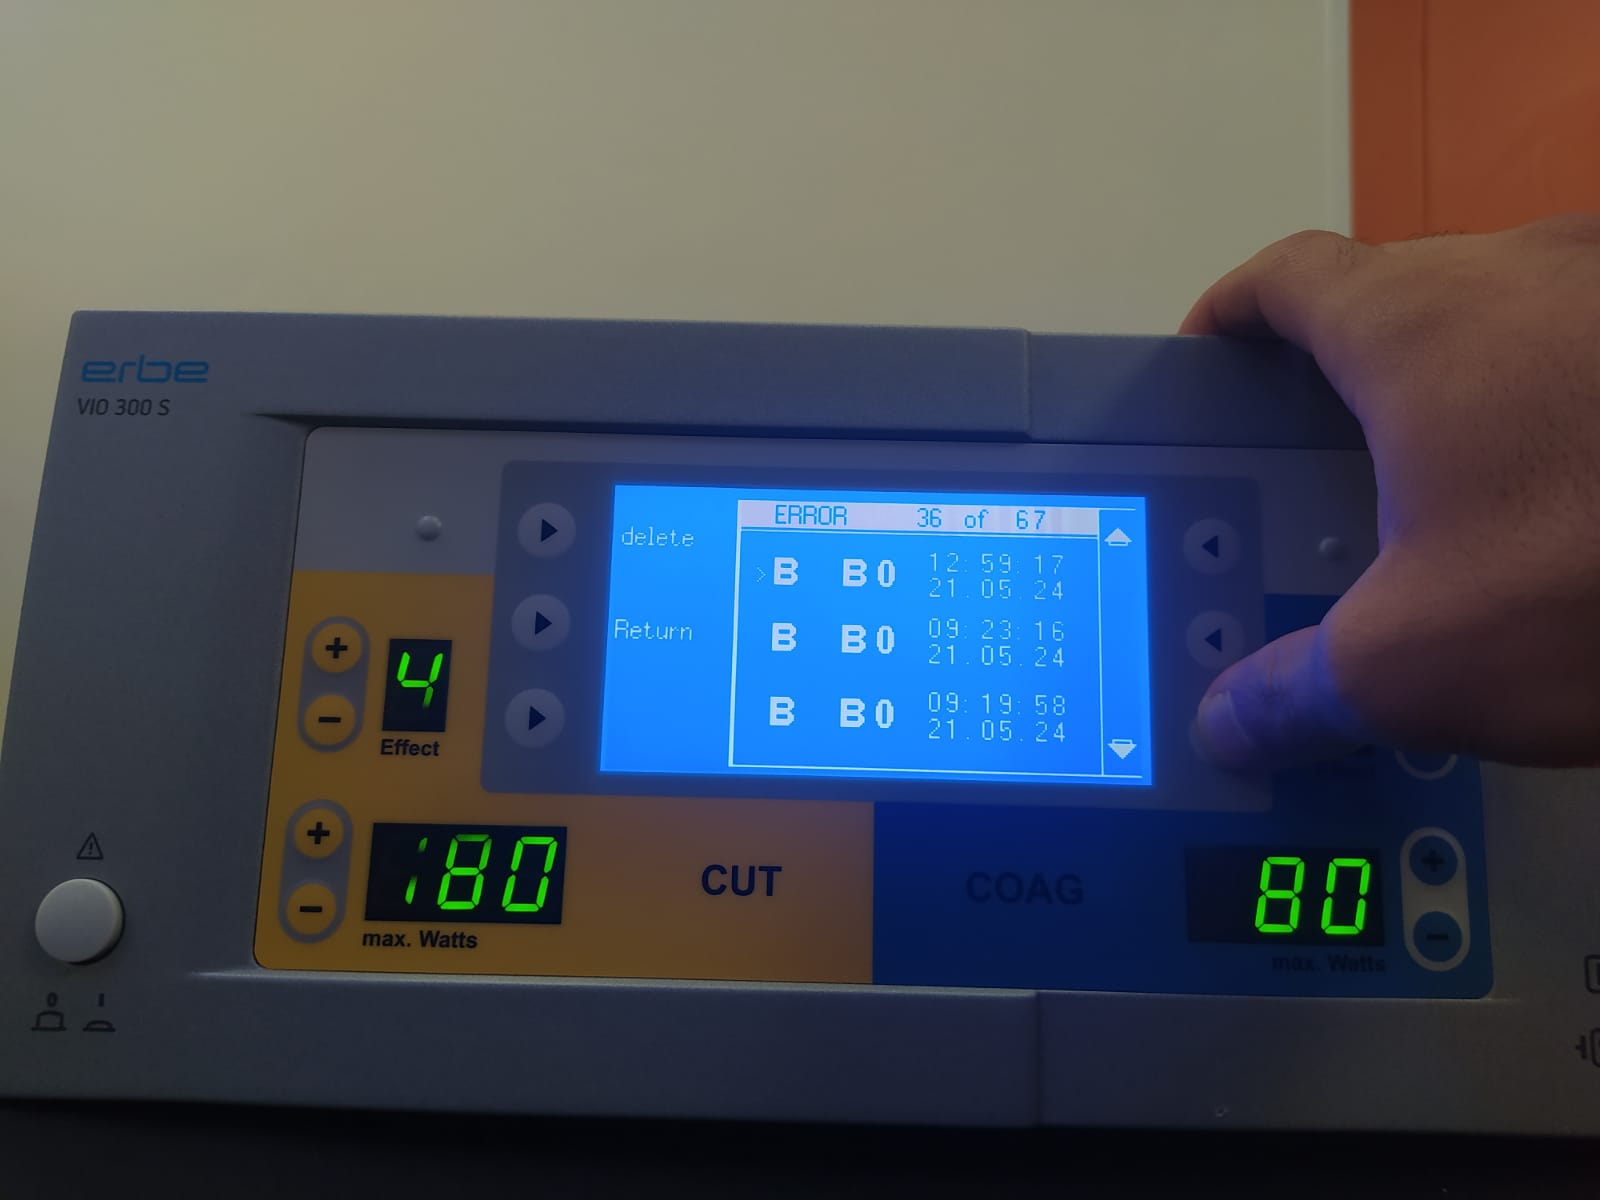 erbe
VIO 300 S
delete
Return
ERROR 36 of 67
>B B0 12:59:17
21.05.24
B B0 09:23:16
21.05.24
B B0 09:19:58
21.05.24
+
-
4
Effect
+
-
180
max. Watts
CUT
COAG
80
max. Watts
+
-
0 I